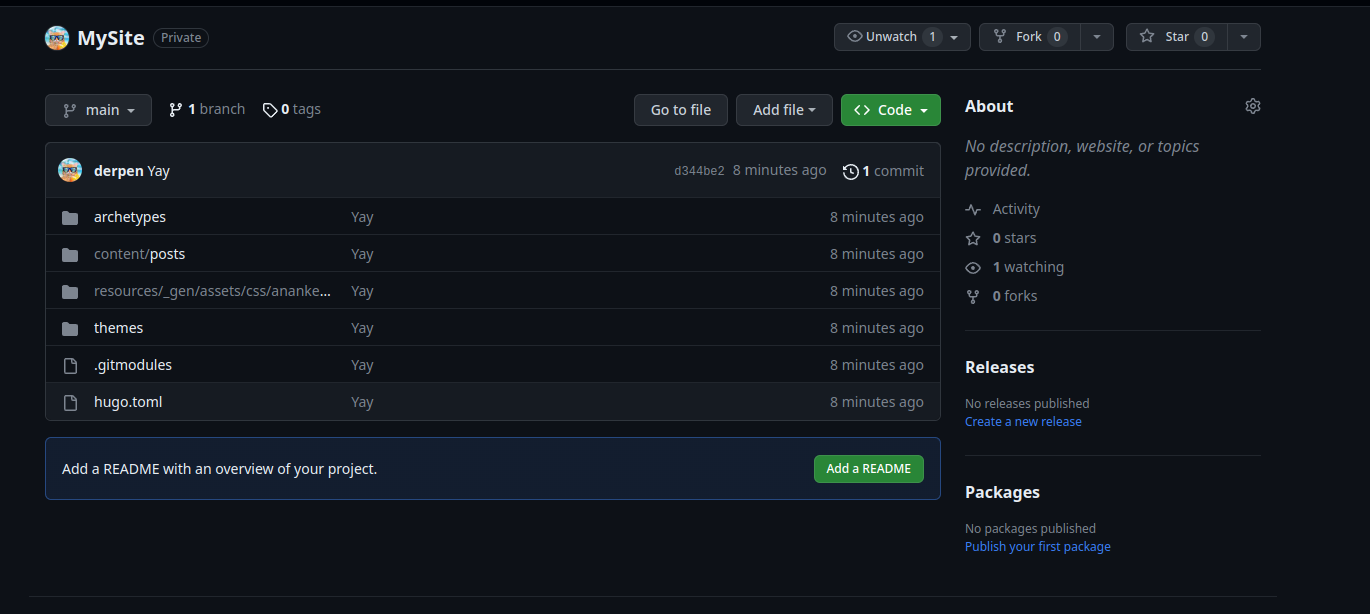 MySite Private Unwatch 1 Fork 0 Star 0
main 1 branch 0 tags Go to file Add file Code
derpen Yay d344be2 8 minutes ago 1 commit
archetypes Yay 8 minutes ago
content/posts Yay 8 minutes ago
resources/_gen/assets/css/ananke... Yay 8 minutes ago
themes Yay 8 minutes ago
.gitmodules Yay 8 minutes ago
hugo.toml Yay 8 minutes ago
Add a README with an overview of your project. Add a README
About
No description, website, or topics
provided.
Activity
0 stars
1 watching
0 forks
Releases
No releases published
Create a new release
Packages
No packages published
Publish your first package